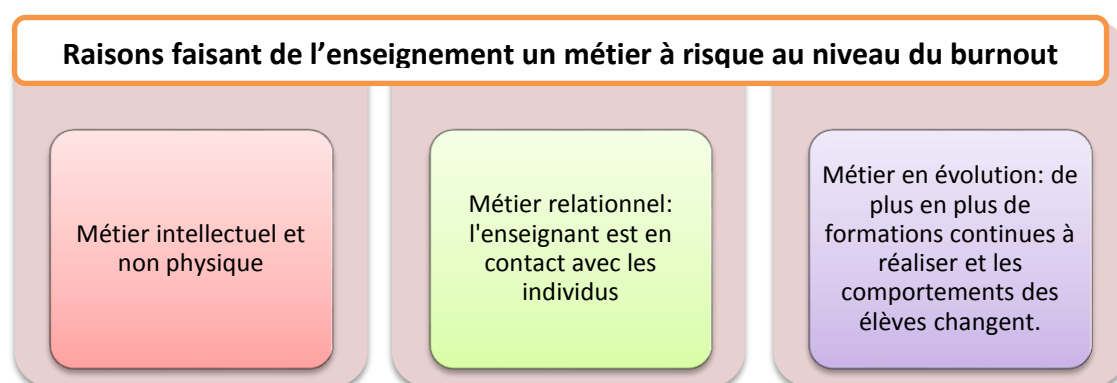 Raisons faisant de l’enseignement un métier à risque au niveau du burnout
Métier intellectuel et
non physique
Métier relationnel:
l'enseignant est en
contact avec les
individus
Métier en évolution: de
plus en plus de
formations continues à
réaliser et les
comportements des
élèves changent.